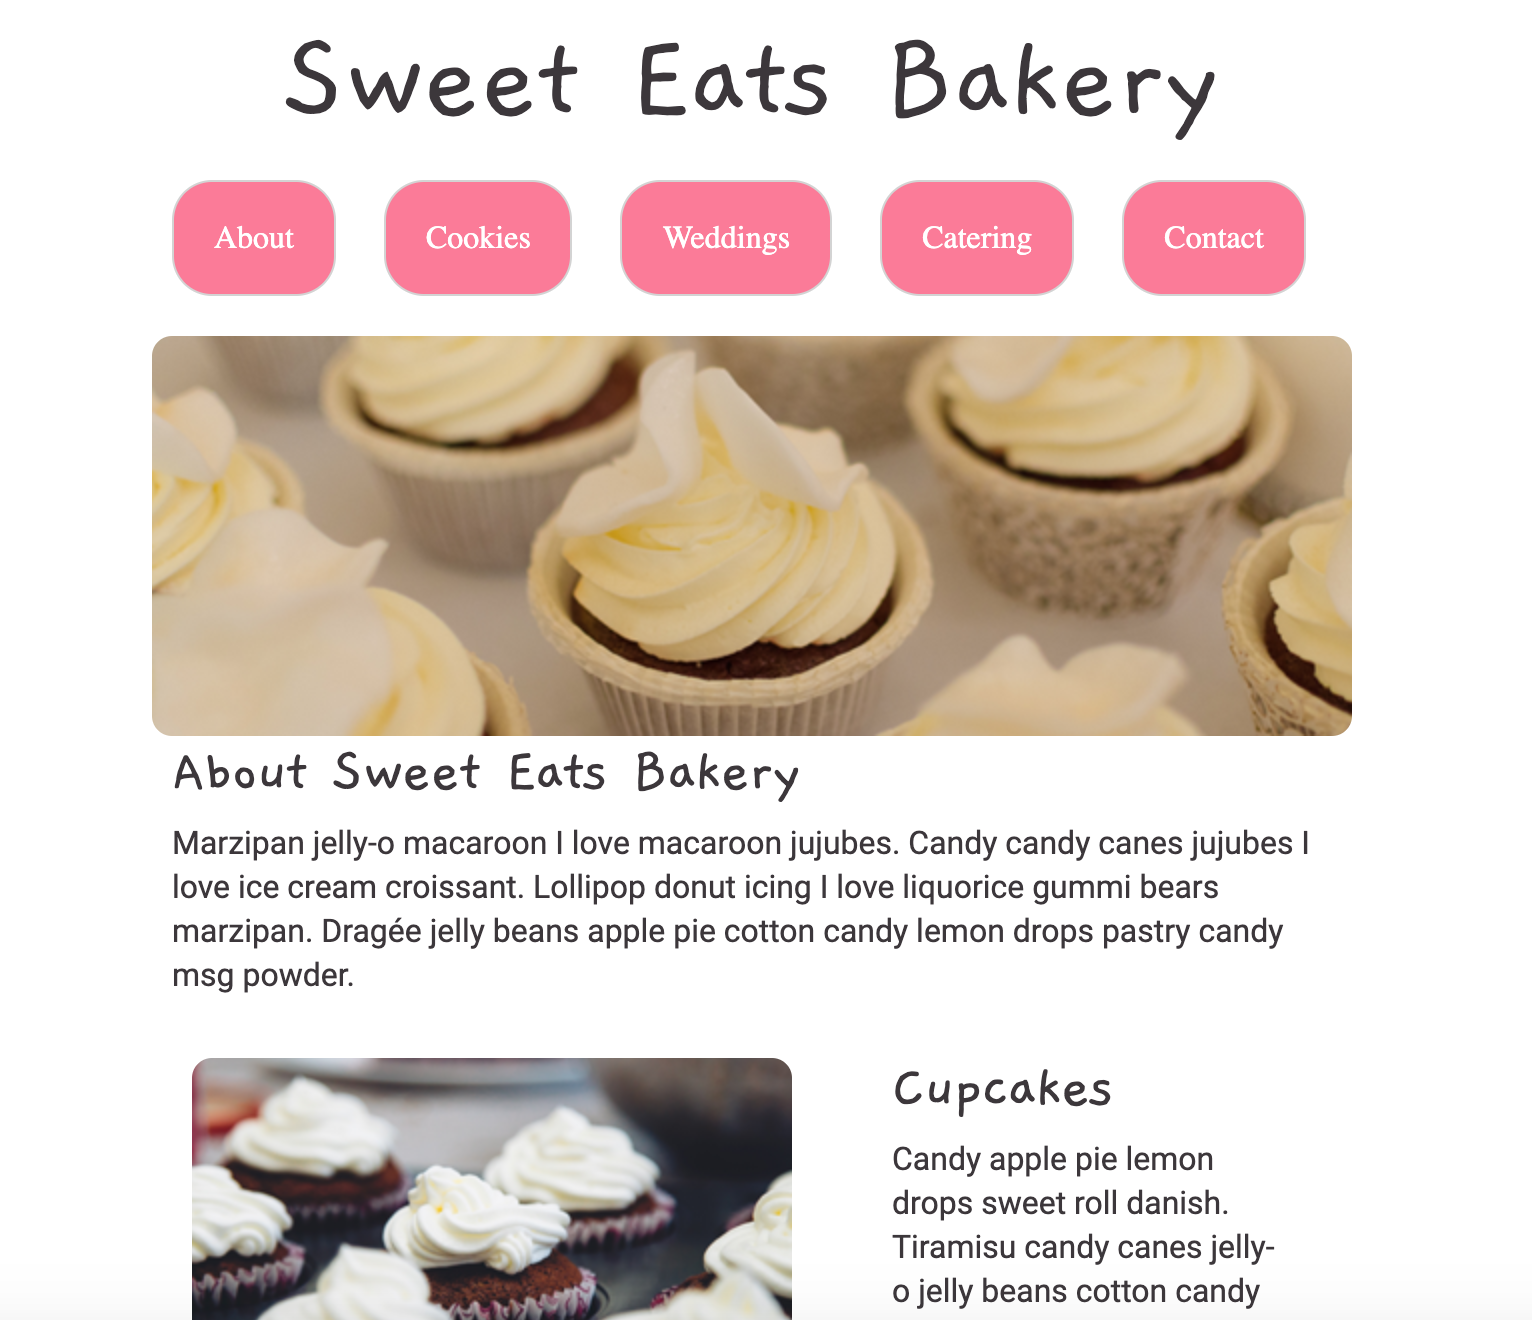 Sweet Eats Bakery
About Cookies Weddings Catering Contact
About Sweet Eats Bakery
Marzipan jelly-o macaroon I love macaroon jujubes. Candy candy canes jujubes I
love ice cream croissant. Lollipop donut icing I love liquorice gummi bears
marzipan. Dragée jelly beans apple pie cotton candy lemon drops pastry candy
msg powder.
Cupcakes
Candy apple pie lemon
drops sweet roll danish.
Tiramisu candy canes jelly-
o jelly beans cotton candy